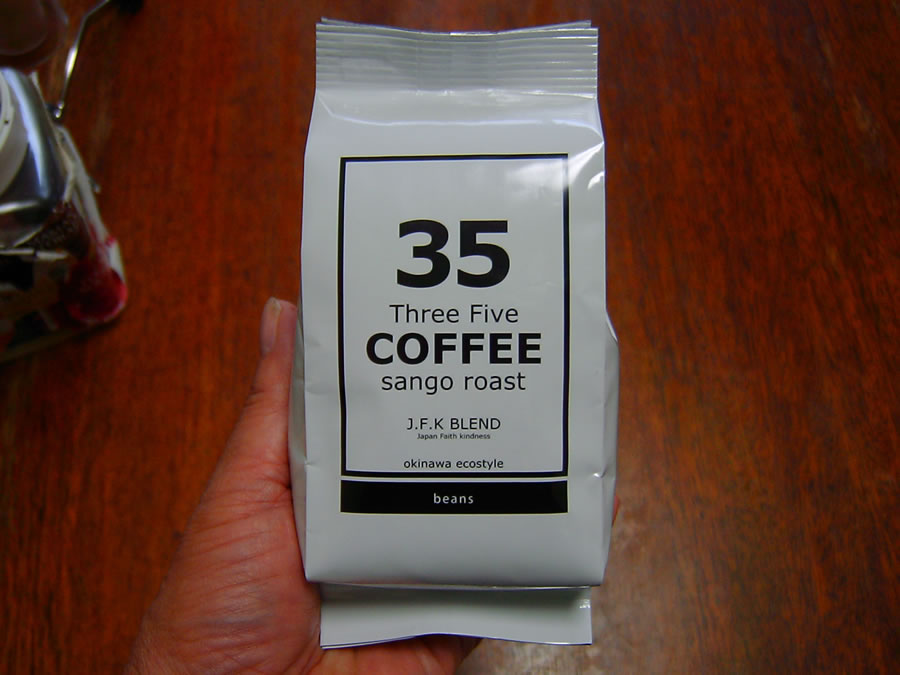 35
Three Five
COFFEE
sango roast
J.F.K BLEND
Japan Faith kindness
okinawa ecostyle
beans